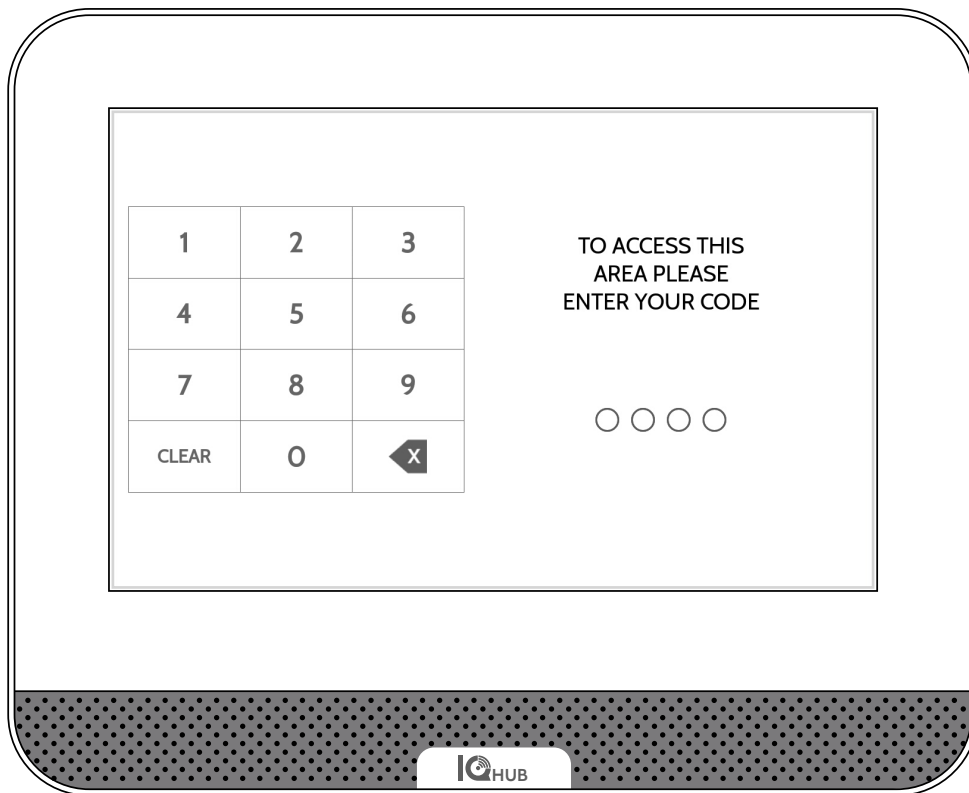 1 2 3
TO ACCESS THIS
AREA PLEASE
ENTER YOUR CODE
4 5 6
7 8 9
CLEAR 0 X
IQ HUB